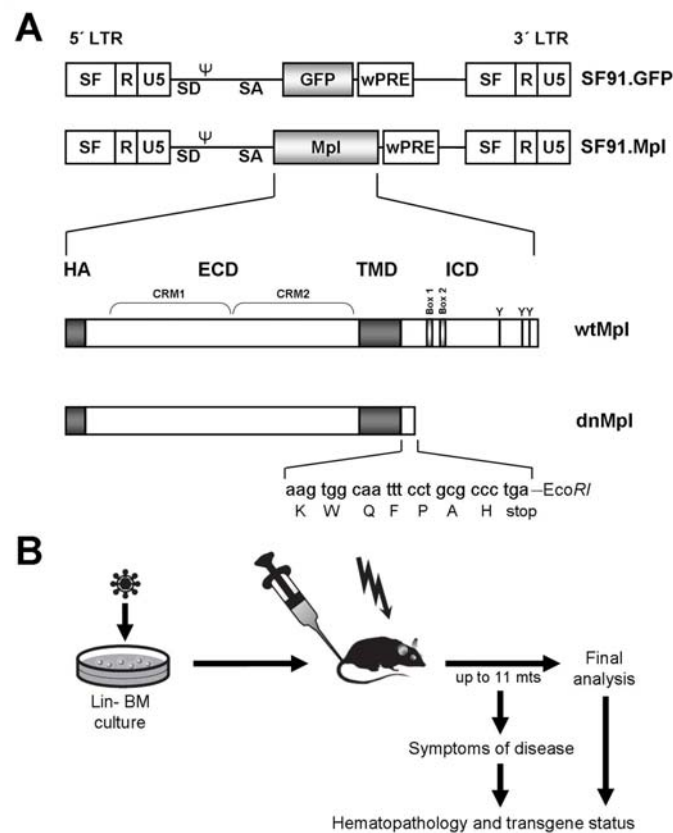 A
5´ LTR 3´ LTR
SF R U5 SD Ψ SA GFP wPRE SF R U5 SF91.GFP
SF R U5 SD Ψ SA Mpl wPRE SF R U5 SF91.Mpl
HA ECD TMD ICD
CRM1 CRM2 Box 1 Box 2 Y YY
wtMpl
dnMpl
aag tgg caa ttt cct gcg ccc tga –EcoRI
K W Q F P A H stop
B
Lin- BM
culture
up to 11 mts
Final
analysis
Symptoms of disease
Hematopathology and transgene status